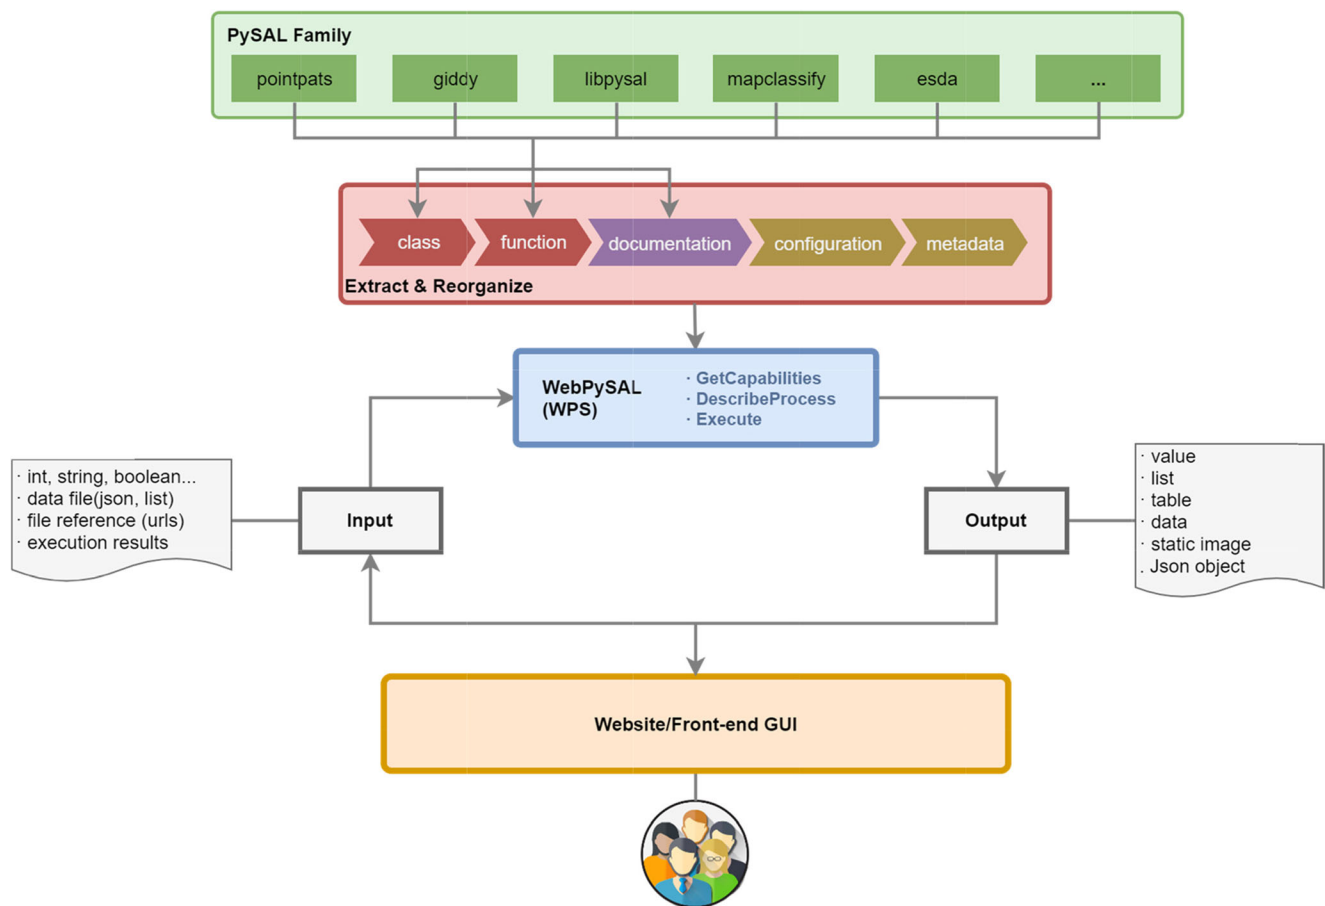 PySAL Family
pointpats
giddy
libpysal
mapclassify
esda
...
class
function
documentation
configuration
metadata
Extract & Reorganize
WebPySAL
(WPS)
· GetCapabilities
· DescribeProcess
· Execute
· int, string, boolean...
· data file(json, list)
· file reference (urls)
· execution results
Input
Output
· value
· list
· table
· data
· static image
. Json object
Website/Front-end GUI